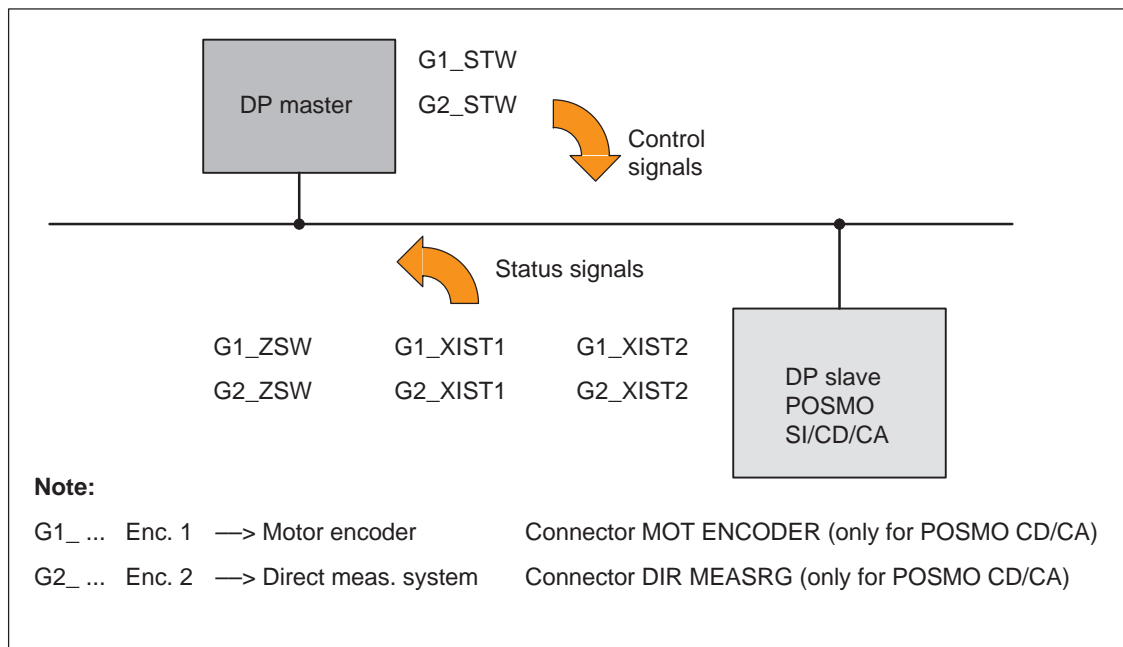 G1_STW
DP master
G2_STW
Control
signals
Status signals
G1_ZSW G1_XIST1 G1_XIST2
G2_ZSW G2_XIST1 G2_XIST2
DP slave
POSMO
SI/CD/CA
Note:
G1_ ... Enc. 1 —> Motor encoder Connector MOT ENCODER (only for POSMO CD/CA)
G2_ ... Enc. 2 —> Direct meas. system Connector DIR MEASRG (only for POSMO CD/CA)